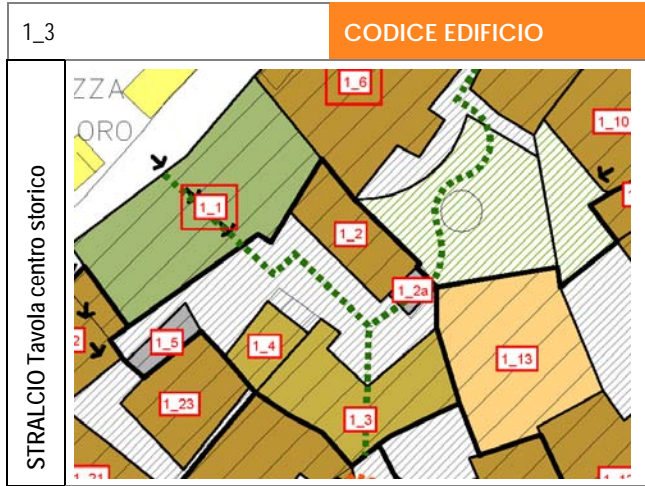 1_3
CODICE EDIFICIO
STRALCIO Tavola centro storico
ZZA
ORO
1_6
1_10
1_1
1_2
1_2a
1_5
1_4
1_13
1_23
1_3